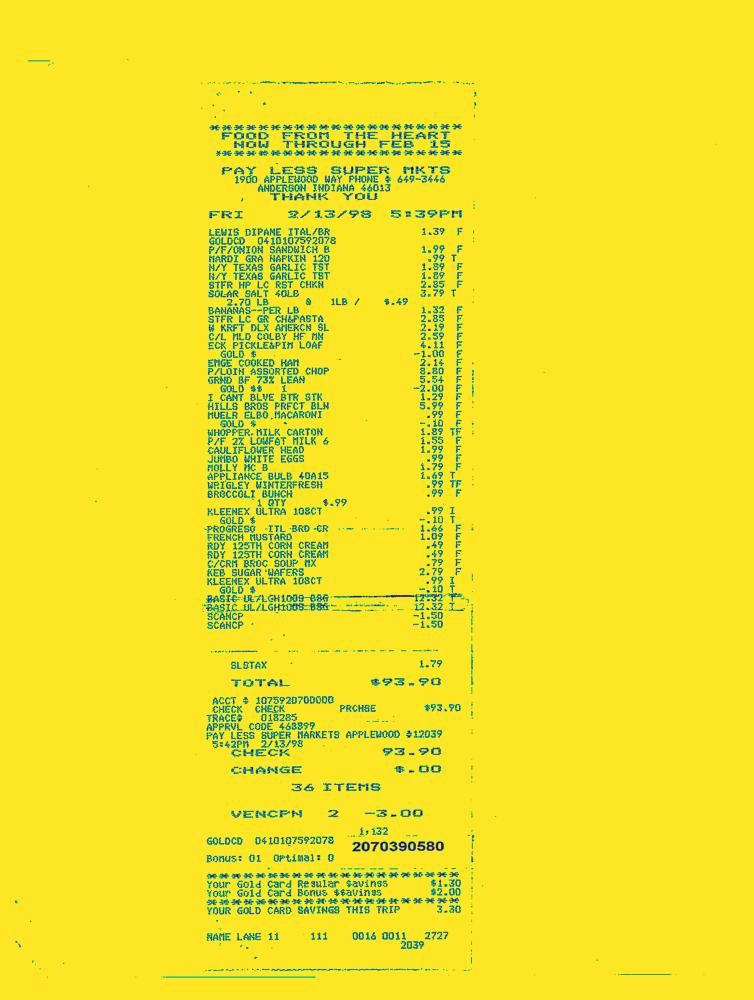 ************************
FOOD FROM THE HEART
NOW THROUGH FEB 15
************************
PAY LESS SUPER MKTS
1900 APPLEWOOD WAY PHONE # 649-3446
ANDERSON INDIANA 46013
THANK YOU
FRI 2/13/98 5:39PM
LEWIS DIPANE ITAL/BR 1.39 F
GOLDCD 0410107592078
P/F/ONION SANDWICH B 1.99 F
MARDI GRA NAPKIN 120 .99 T
N/Y TEXAS GARLIC TST 1.89 F
N/Y TEXAS GARLIC TST 1.89 F
STFR HP LC RST CHKN 2.85 F
SOLAR SALT 40LB 3.79 T
2.70 LB @ 1LB / $.49
BANANAS--PER LB 1.32 F
STFR LC GR CH&PASTA 2.85 F
W KRFT DLX AMERCN SL 2.19 F
C/L MLD COLBY HF MN 2.59 F
ECK PICKLE&PIM LOAF 4.11 F
GOLD $ -1.00 F
EMGE COOKED HAM 2.14 F
P/LOIN ASSORTED CHOP 8.80 F
GRND BF 73% LEAN 5.54 F
GOLD $$ 1 -2.00 F
I CANT BLVE BTR STK 1.29 F
HILLS BROS PRFCT BLN 5.99 F
MUELR ELBO MACARONI .99 F
GOLD $ -.10 F
WHOPPER MILK CARTON 1.89 TF
P/F 2% LOWFAT MILK 6 1.55 F
CAULIFLOWER HEAD 1.99 F
JUMBO WHITE EGGS .99 F
MOLLY MC B 1.79 F
APPLIANCE BULB 40A15 1.69 T
WRIGLEY WINTERFRESH .99 TF
BROCCOLI BUNCH .99 F
1 QTY $.99
KLEENEX ULTRA 108CT .99 T
GOLD $ -.10 T
PROGRESO ITL BRD CR 1.66 F
FRENCH MUSTARD 1.09 F
RDY 125TH CORN CREAM .49 F
RDY 125TH CORN CREAM .49 F
C/CRM BROC SOUP MX .79 F
KEB SUGAR WAFERS 2.79 F
KLEENEX ULTRA 108CT .99 T
GOLD $ -.10 T
BASIC UL/LGH100S B8G 12.32 T
BASIC UL/LGH100S B8G 12.32 T
SCANCP -1.50
SCANCP -1.50
SLSTAX 1.79
TOTAL $93.90
ACCT # 107592070000D
CHECK CHECK PRCHSE $93.90
TRACE# 018285
APPRVL CODE 468899
PAY LESS SUPER MARKETS APPLEWOOD #12039
5:42PM 2/13/98
CHECK 93.90
CHANGE $.00
36 ITEMS
VENCPN 2 -3.00
1,132
GOLDCD 0410107592078
2070390580
Bonus: 01 Optimal: 0
************************
Your Gold Card Regular $avings $1.30
Your Gold Card Bonus $$avings $2.00
************************
YOUR GOLD CARD SAVINGS THIS TRIP 3.30
NAME LANE 11 111 0016 0011 2727
2039